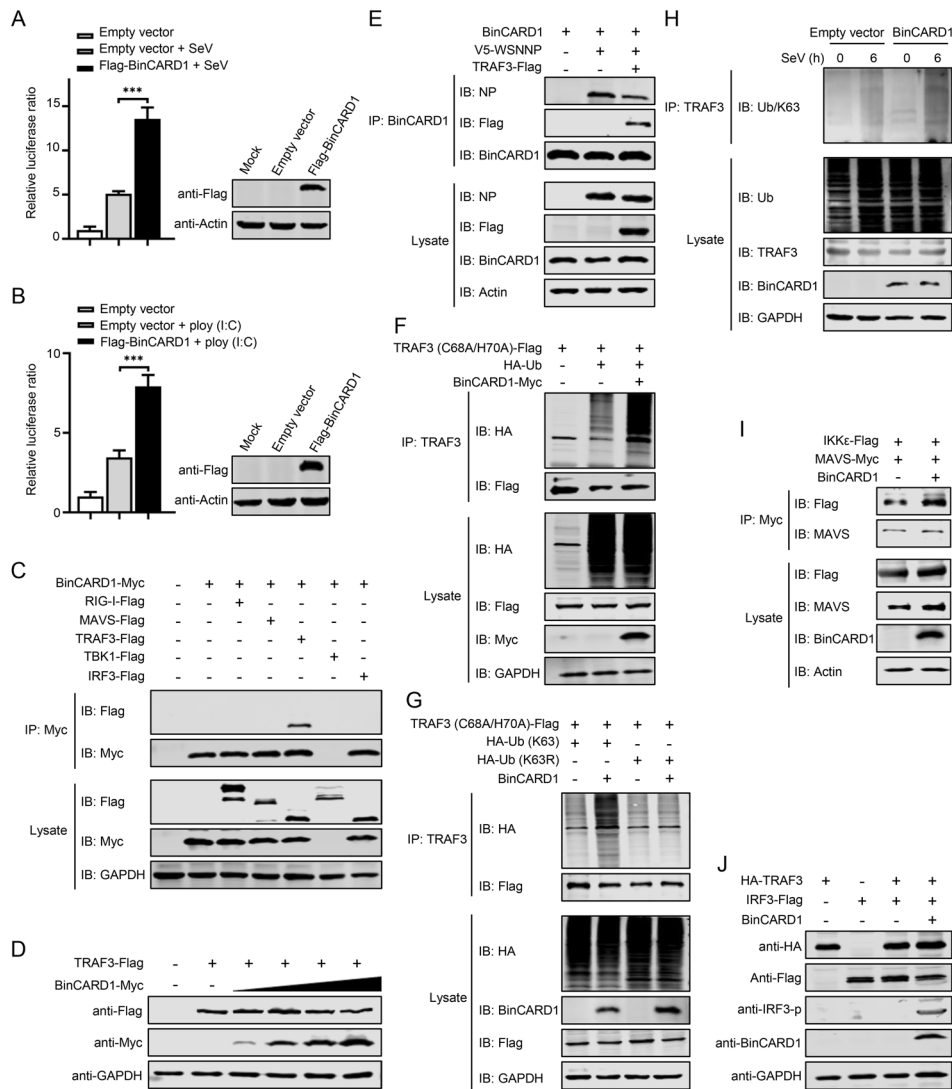 A
Empty vector
Empty vector + SeV
Flag-BinCARD1 + SeV
Relative luciferase ratio
15
10
5
0
***
Mock
Empty vector
Flag-BinCARD1
anti-Flag
anti-Actin
B
Empty vector
Empty vector + ploy (I:C)
Flag-BinCARD1 + ploy (I:C)
Relative luciferase ratio
10
5
0
***
Mock
Empty vector
Flag-BinCARD1
anti-Flag
anti-Actin
C
BinCARD1-Myc - + + + + + +
RIG-I-Flag - - + - - - -
MAVS-Flag - - - + - - -
TRAF3-Flag - - - - + - -
TBK1-Flag - - - - - + -
IRF3-Flag - - - - - - +
IP: Myc
IB: Flag
IB: Myc
Lysate
IB: Flag
IB: Myc
IB: GAPDH
D
TRAF3-Flag - + + + + +
BinCARD1-Myc - -
anti-Flag
anti-Myc
anti-GAPDH
E
BinCARD1 + + +
V5-WSNNP - + +
TRAF3-Flag - - +
IP: BinCARD1
IB: NP
IB: Flag
IB: BinCARD1
Lysate
IB: NP
IB: Flag
IB: BinCARD1
IB: Actin
F
TRAF3 (C68A/H70A)-Flag + + +
HA-Ub - + +
BinCARD1-Myc - - +
IP: TRAF3
IB: HA
IB: Flag
Lysate
IB: HA
IB: Flag
IB: Myc
IB: GAPDH
G
TRAF3 (C68A/H70A)-Flag + + + +
HA-Ub (K63) + + - -
HA-Ub (K63R) - - + +
BinCARD1 - + - +
IP: TRAF3
IB: HA
IB: Flag
Lysate
IB: HA
IB: BinCARD1
IB: Flag
IB: GAPDH
H
Empty vector BinCARD1
SeV (h) 0 6 0 6
IP: TRAF3
IB: Ub/K63
Lysate
IB: Ub
IB: TRAF3
IB: BinCARD1
IB: GAPDH
I
IKKε-Flag + +
MAVS-Myc + +
BinCARD1 - +
IP: Myc
IB: Flag
IB: MAVS
Lysate
IB: Flag
IB: MAVS
IB: BinCARD1
IB: Actin
J
HA-TRAF3 + - + +
IRF3-Flag - + + +
BinCARD1 - - - +
anti-HA
Anti-Flag
anti-IRF3-p
anti-BinCARD1
anti-GAPDH